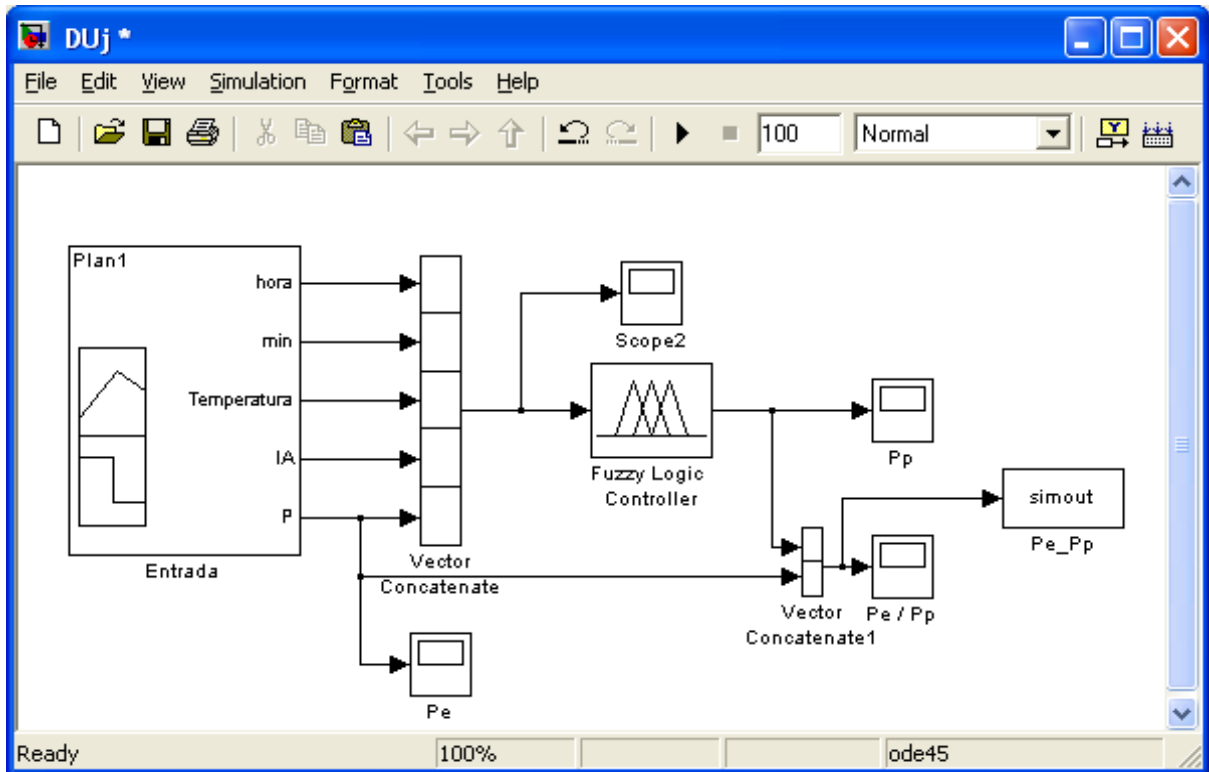 DUj *
File Edit View Simulation Format Tools Help
100 Normal
Plan1
hora
min
Temperatura
IA
P
Entrada
Vector
Concatenate
Scope2
Fuzzy Logic
Controller
Pp
simout
Pe_Pp
Vector
Concatenate1
Pe / Pp
Pe
Ready 100% ode45